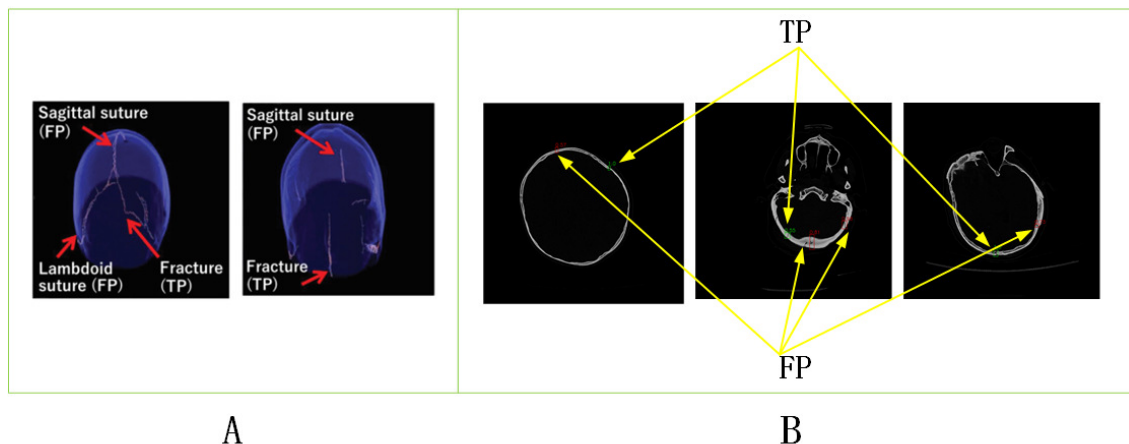 TP
Sagittal suture
(FP)
Lambdoid
suture (FP)
Fracture
(TP)
Sagittal suture
(FP)
Fracture
(TP)
FP
A
B